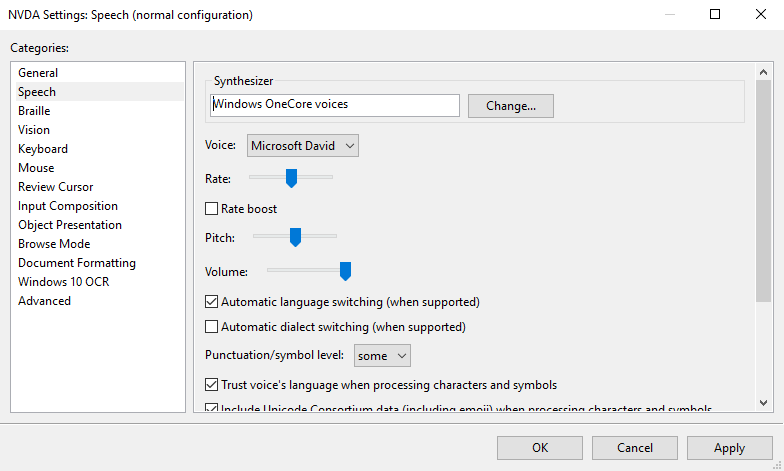 NVDA Settings: Speech (normal configuration)
Categories:
General
Speech
Braille
Vision
Keyboard
Mouse
Review Cursor
Input Composition
Object Presentation
Browse Mode
Document Formatting
Windows 10 OCR
Advanced
Synthesizer
Windows OneCore voices
Change...
Voice: Microsoft David
Rate:
Rate boost
Pitch:
Volume:
Automatic language switching (when supported)
Automatic dialect switching (when supported)
Punctuation/symbol level: some
Trust voice's language when processing characters and symbols
Include Unicode Consortium data (including emoji) when processing characters and symbols
OK Cancel Apply